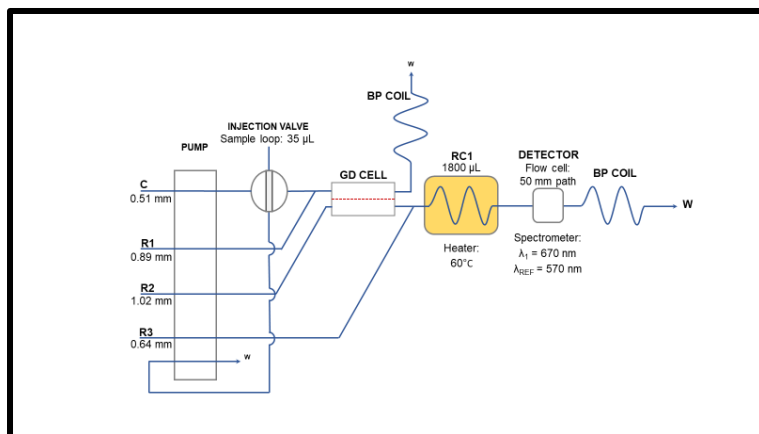 w
BP COIL
INJECTION VALVE
Sample loop: 35 µL
PUMP
GD CELL
RC1
1800 µL
DETECTOR
Flow cell:
50 mm path
BP COIL
C
0.51 mm
W
R1
0.89 mm
Heater:
60°C
Spectrometer:
λ1 = 670 nm
λREF = 570 nm
R2
1.02 mm
R3
0.64 mm
w